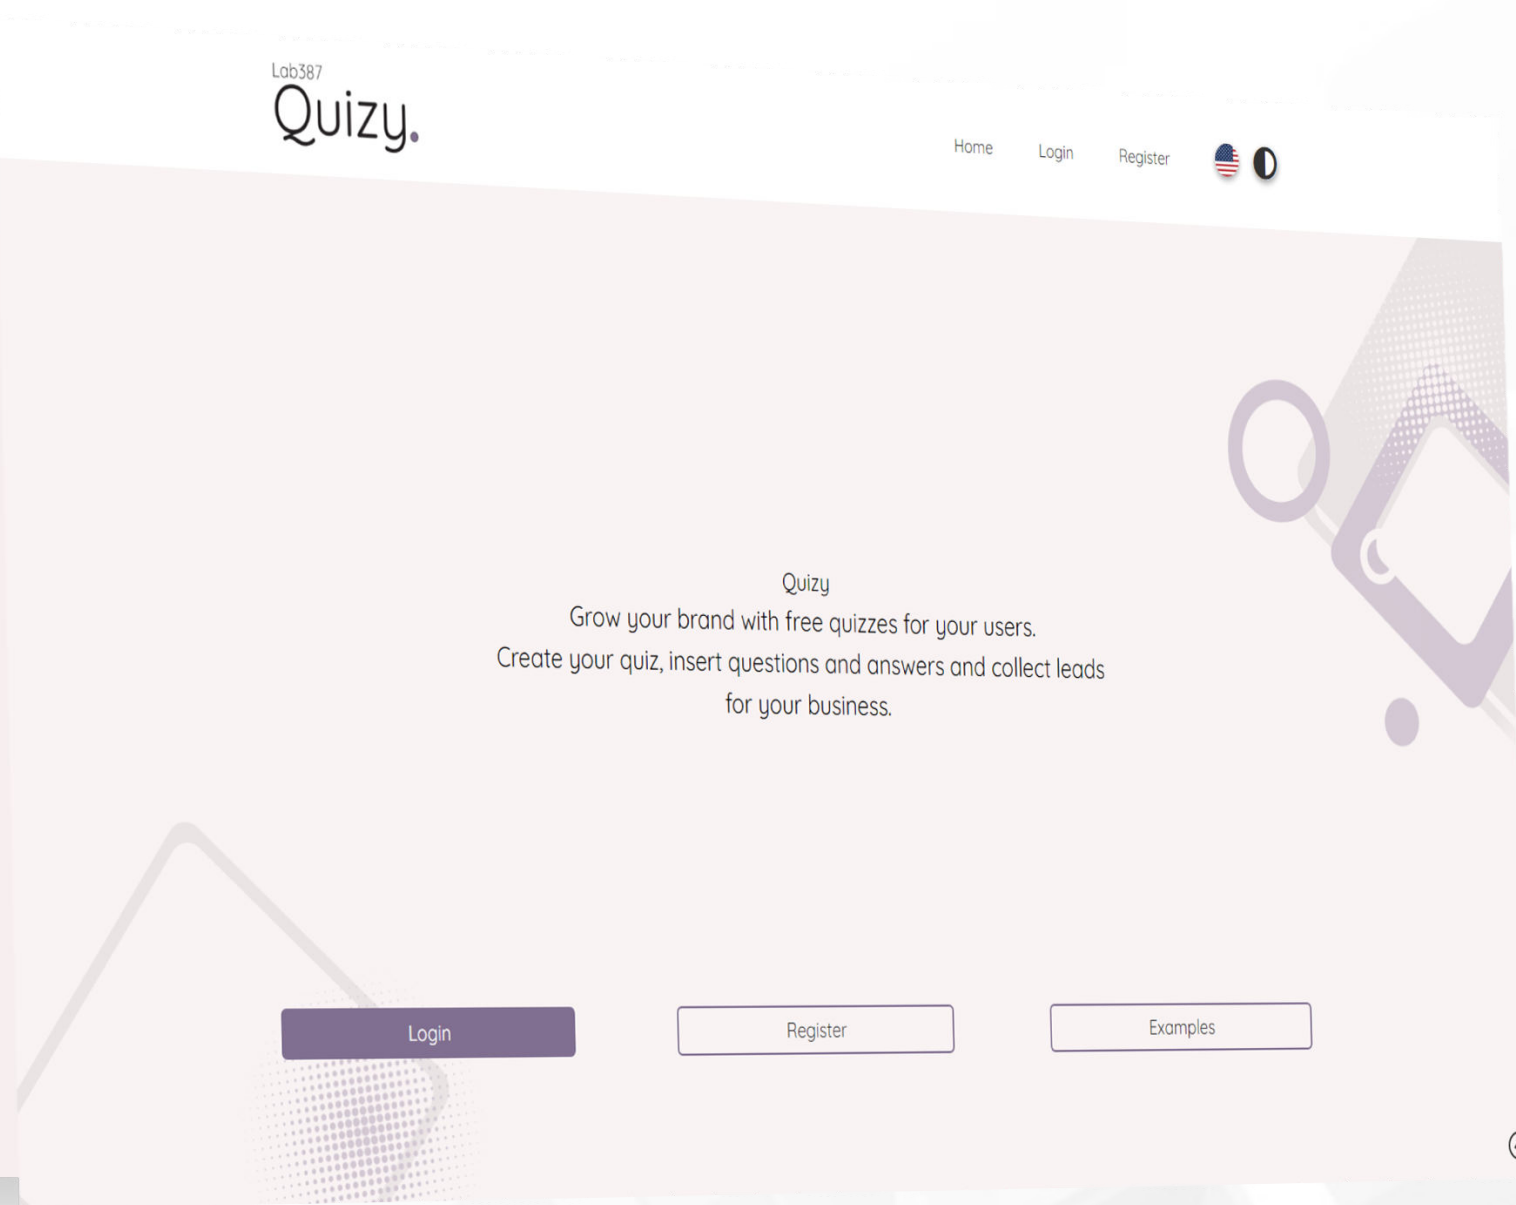 Lab387
Quizy.
Home Login Register
Quizy
Grow your brand with free quizzes for your users.
Create your quiz, insert questions and answers and collect leads
for your business.
Login Register Examples